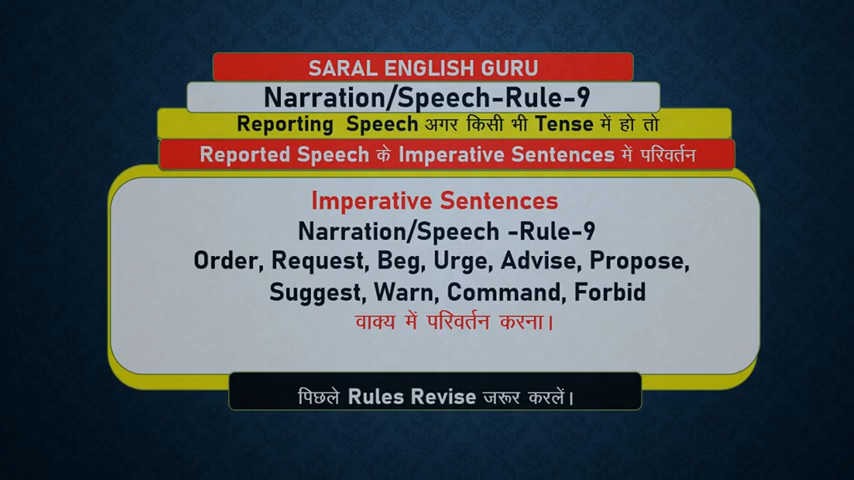 SARAL ENGLISH GURU
Narration/Speech-Rule-9
Reporting Speech अगर किसी भी Tense में हो तो
Reported Speech के Imperative Sentences में परिवर्तन
Imperative Sentences
Narration/Speech -Rule-9
Order, Request, Beg, Urge, Advise, Propose,
Suggest, Warn, Command, Forbid
वाक्य में परिवर्तन करना।
पिछले Rules Revise जरूर करलें।